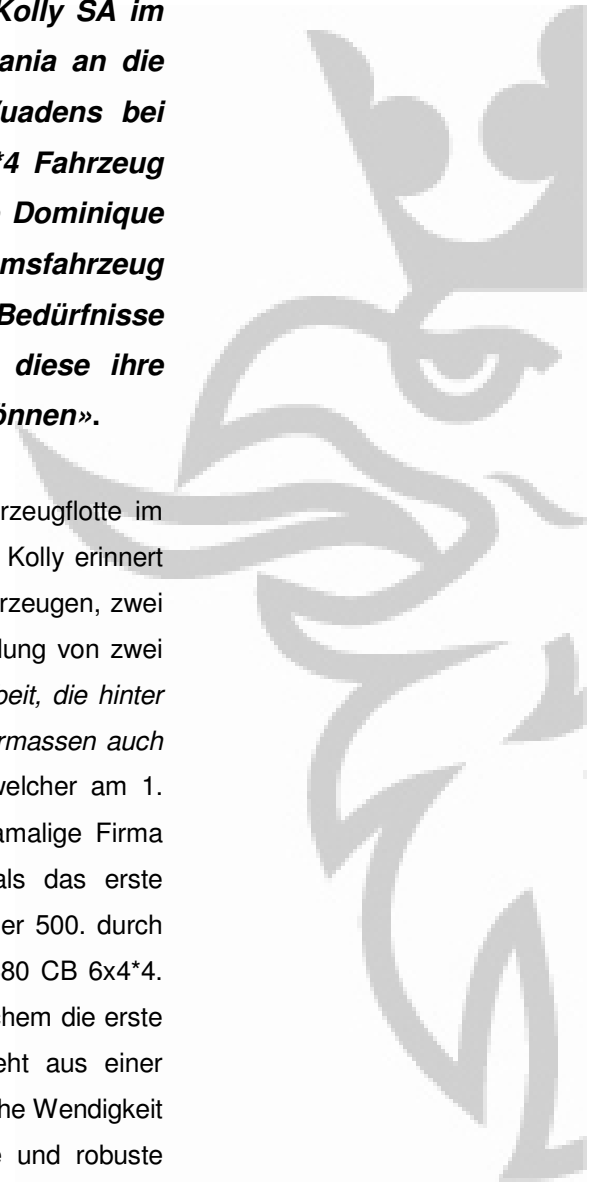 Kolly SA im
ania an die
uadens bei
*4 Fahrzeug
Dominique
msfahrzeug
Bedürfnisse
diese ihre
önnen».
rzeugflotte im
Kolly erinnert
rzeugen, zwei
lung von zwei
beit, die hinter
rmassen auch
welcher am 1.
amalige Firma
als das erste
er 500. durch
80 CB 6x4*4.
chem die erste
eht aus einer
che Wendigkeit
und robuste